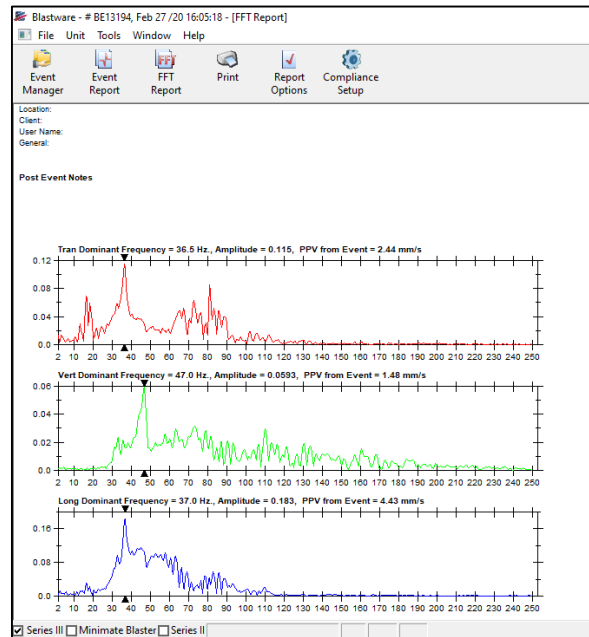 Blastware - # BE13194, Feb 27 /20 16:05:18 - [FFT Report]
File Unit Tools Window Help
Event Manager
Event Report
FFT Report
Print
Report Options
Compliance Setup
Location:
Client:
User Name:
General:
Post Event Notes
Tran Dominant Frequency = 36.5 Hz., Amplitude = 0.115, PPV from Event = 2.44 mm/s
0.12
0.08
0.04
0.0
2 10 20 30 40 50 60 70 80 90 100 110 120 130 140 150 160 170 180 190 200 210 220 230 240 250
Vert Dominant Frequency = 47.0 Hz., Amplitude = 0.0593, PPV from Event = 1.48 mm/s
0.06
0.04
0.02
0.0
2 10 20 30 40 50 60 70 80 90 100 110 120 130 140 150 160 170 180 190 200 210 220 230 240 250
Long Dominant Frequency = 37.0 Hz., Amplitude = 0.183, PPV from Event = 4.43 mm/s
0.16
0.08
0.0
2 10 20 30 40 50 60 70 80 90 100 110 120 130 140 150 160 170 180 190 200 210 220 230 240 250
Series III Minimate Blaster Series II